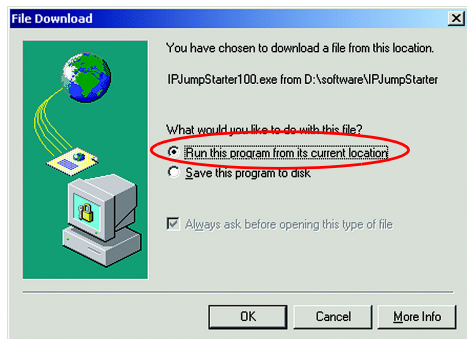 File Download
You have chosen to download a file from this location.
IPJumpStarter100.exe from D:\software\IPJumpStarter
What would you like to do with this file?
Run this program from its current location
Save this program to disk
Always ask before opening this type of file
OK Cancel More Info